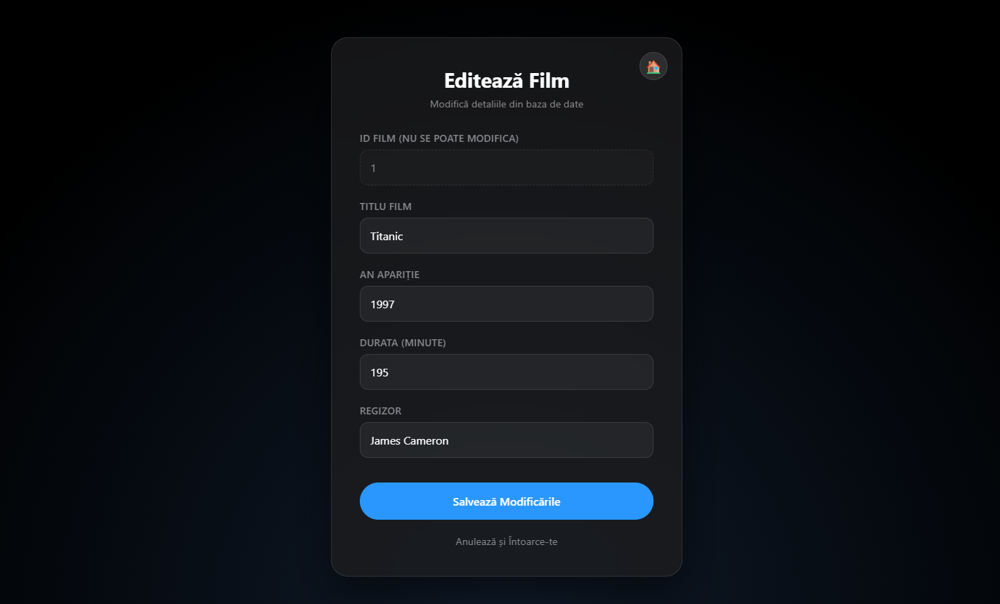 Editează Film
Modifică detaliile din baza de date
ID FILM (NU SE POATE MODIFICA)
1
TITLU FILM
Titanic
AN APARIȚIE
1997
DURATA (MINUTE)
195
REGIZOR
James Cameron
Salvează Modificările
Anulează și Întoarce-te